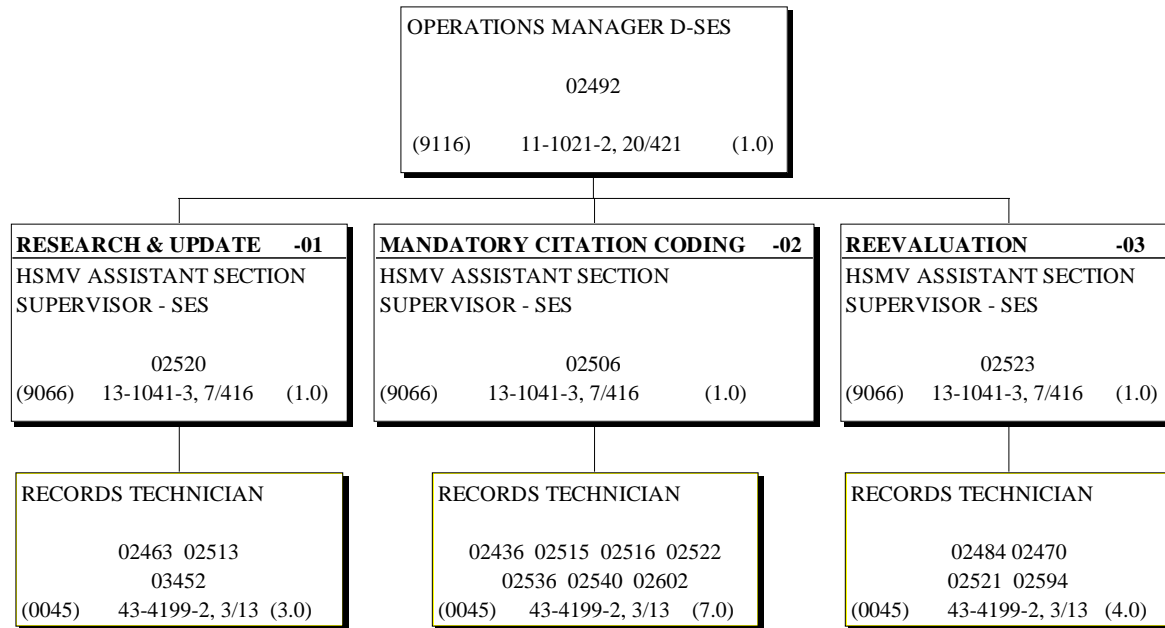 OPERATIONS MANAGER D-SES
02492
(9116) 11-1021-2, 20/421 (1.0)
RESEARCH & UPDATE -01
HSMV ASSISTANT SECTION
SUPERVISOR - SES
02520
(9066) 13-1041-3, 7/416 (1.0)
MANDATORY CITATION CODING -02
HSMV ASSISTANT SECTION
SUPERVISOR - SES
02506
(9066) 13-1041-3, 7/416 (1.0)
REEVALUATION -03
HSMV ASSISTANT SECTION
SUPERVISOR - SES
02523
(9066) 13-1041-3, 7/416 (1.0)
RECORDS TECHNICIAN
02463 02513
03452
(0045) 43-4199-2, 3/13 (3.0)
RECORDS TECHNICIAN
02436 02515 02516 02522
02536 02540 02602
(0045) 43-4199-2, 3/13 (7.0)
RECORDS TECHNICIAN
02484 02470
02521 02594
(0045) 43-4199-2, 3/13 (4.0)